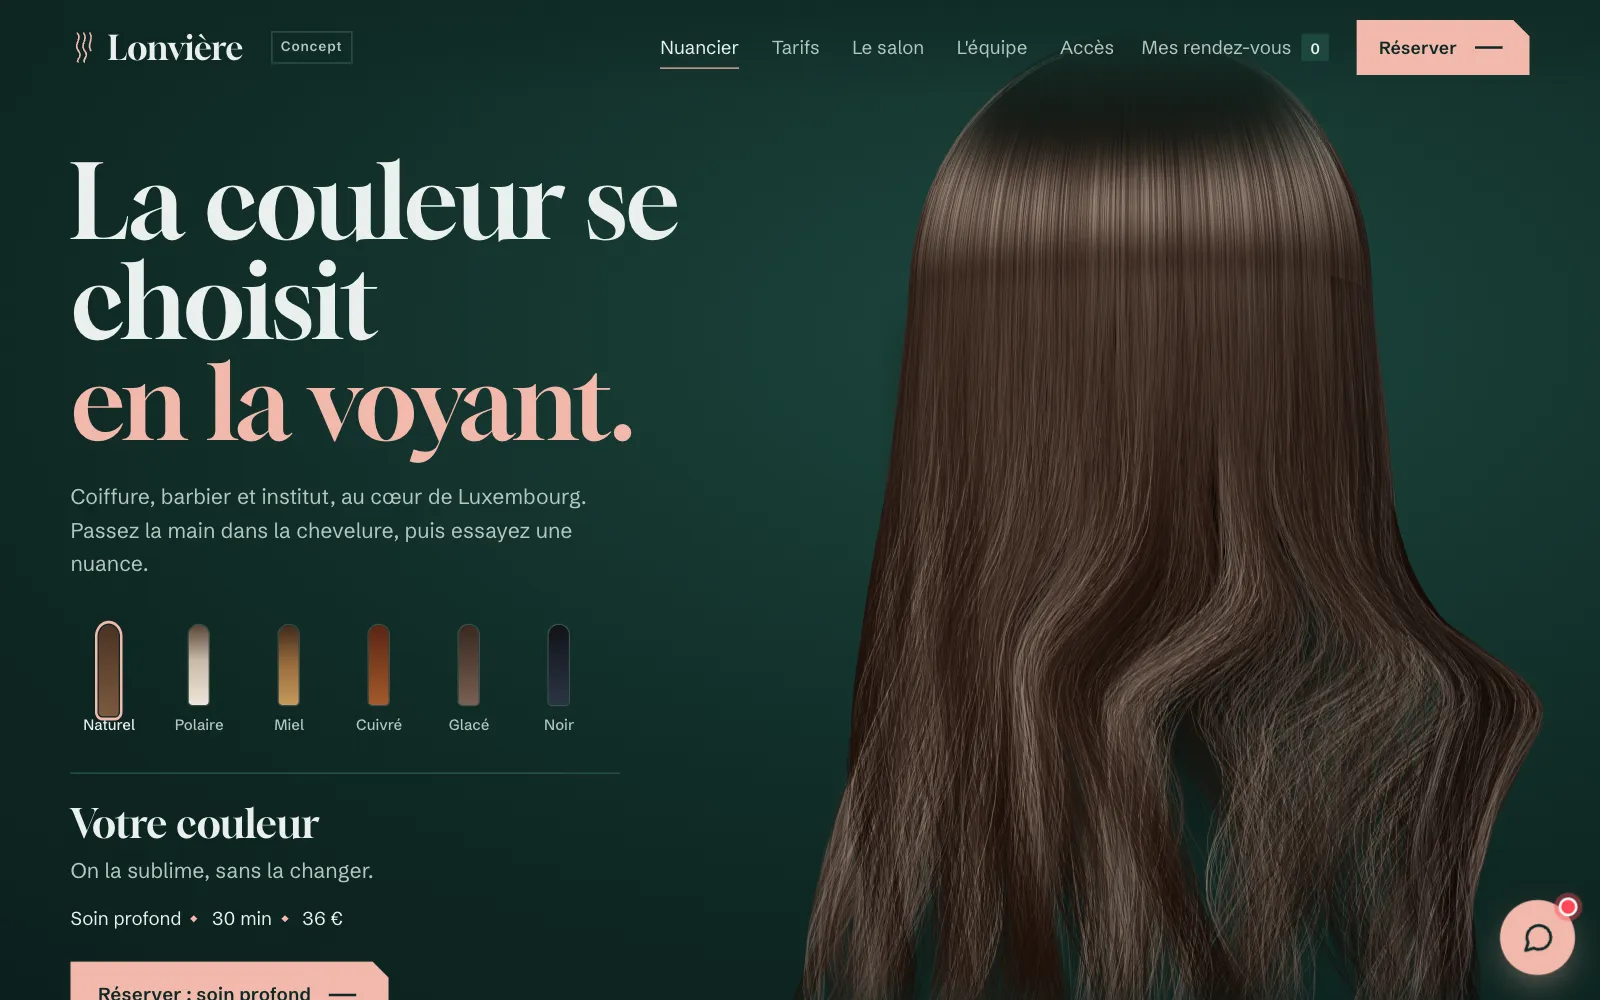 Lonvière
Concept
Nuancier
Tarifs
Le salon
L'équipe
Accès
Mes rendez-vous
0
Réserver
La couleur se
choisit
en la voyant.
Coiffure, barbier et institut, au cœur de Luxembourg.
Passez la main dans la chevelure, puis essayez une
nuance.
Naturel
Polaire
Miel
Cuivré
Glacé
Noir
Votre couleur
On la sublime, sans la changer.
Soin profond ◆ 30 min ◆ 36 €
Réserver : soin profond